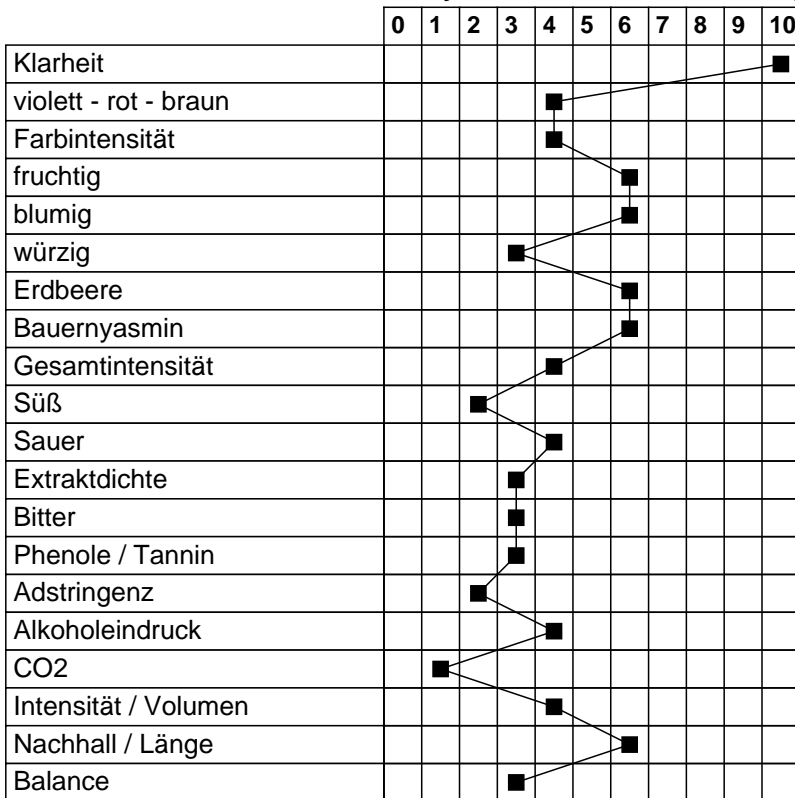 0 1 2 3 4 5 6 7 8 9 10
Klarheit
violett - rot - braun
Farbintensität
fruchtig
blumig
würzig
Erdbeere
Bauernyasmin
Gesamtintensität
Süß
Sauer
Extraktdichte
Bitter
Phenole / Tannin
Adstringenz
Alkoholeindruck
CO2
Intensität / Volumen
Nachhall / Länge
Balance